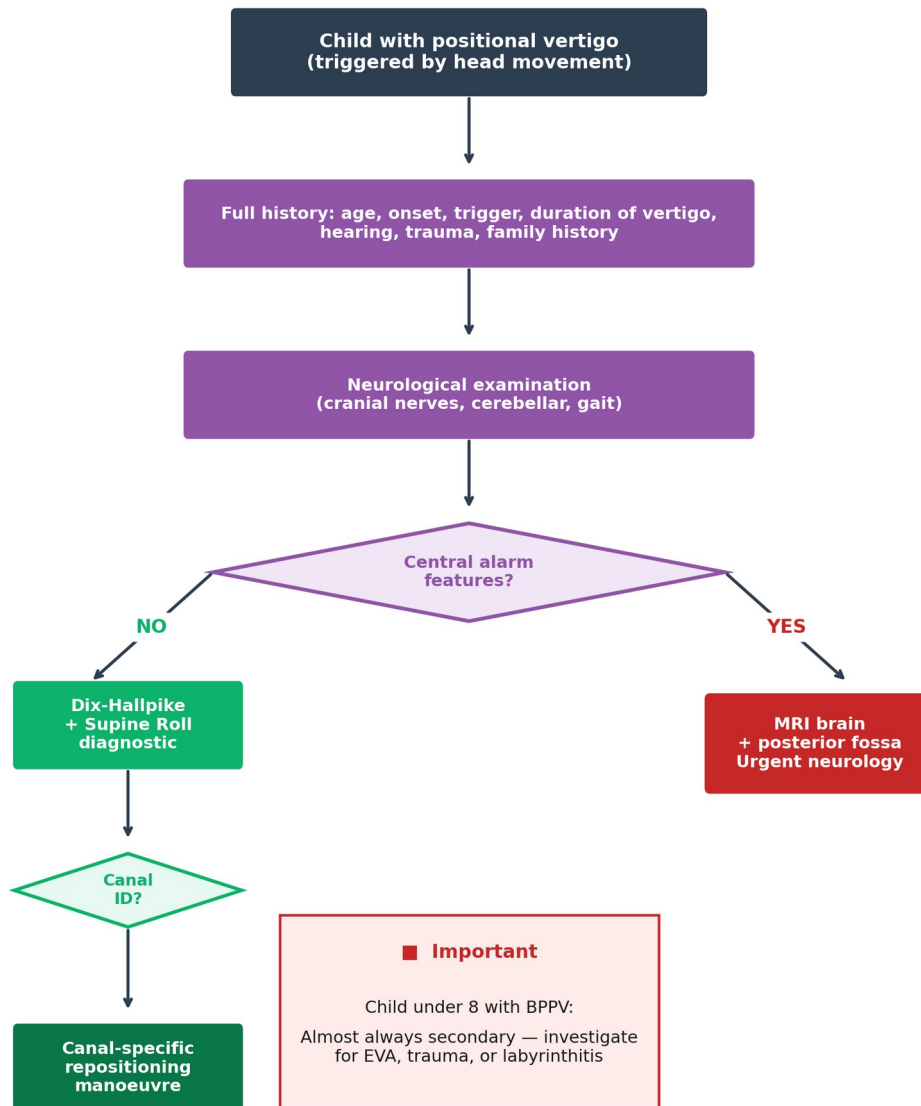 Child with positional vertigo
(triggered by head movement)
Full history: age, onset, trigger, duration of vertigo,
hearing, trauma, family history
Neurological examination
(cranial nerves, cerebellar, gait)
Central alarm
features?
NO
YES
Dix-Hallpike
+ Supine Roll
diagnostic
MRI brain
+ posterior fossa
Urgent neurology
Canal
ID?
■ Important
Child under 8 with BPPV:
Almost always secondary — investigate
for EVA, trauma, or labyrinthitis
Canal-specific
repositioning
manoeuvre